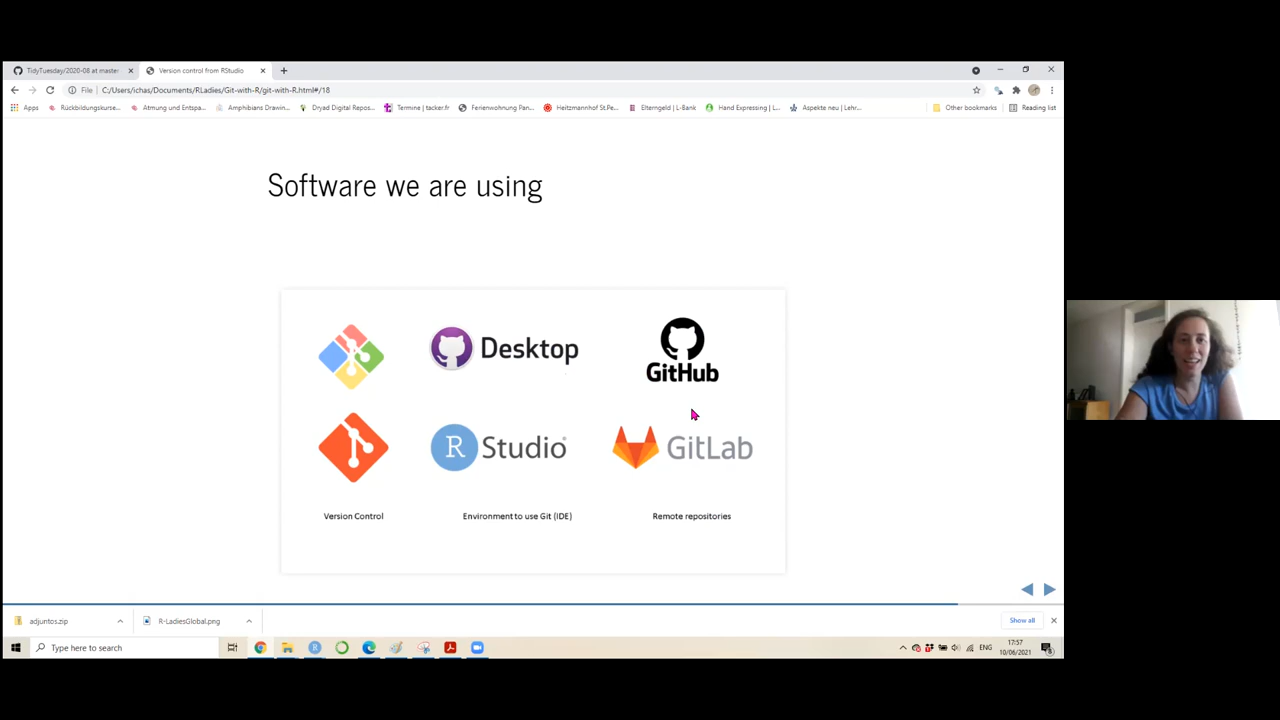 TidyTuesday/2020-08 at master
Version control from RStudio
File C:/Users/ichas/Documents/RLadies/Git-with-R/git-with-R.html#/18
Apps Rückbildungskurse... Atmung und Entspa... Amphibians Drawin... Dryad Digital Repos... Termine | tacker.fr Ferienwohnung Pan... Heitzmannhof St.Pe... Elterngeld | L-Bank Hand Expressing | L... Aspekte neu | Lehr... Other bookmarks Reading list
Software we are using
Desktop
GitHub
R Studio
GitLab
Version Control Environment to use Git (IDE) Remote repositories
adjuntos.zip R-LadiesGlobal.png Show all
Type here to search
ENG
17:57
10/06/2021